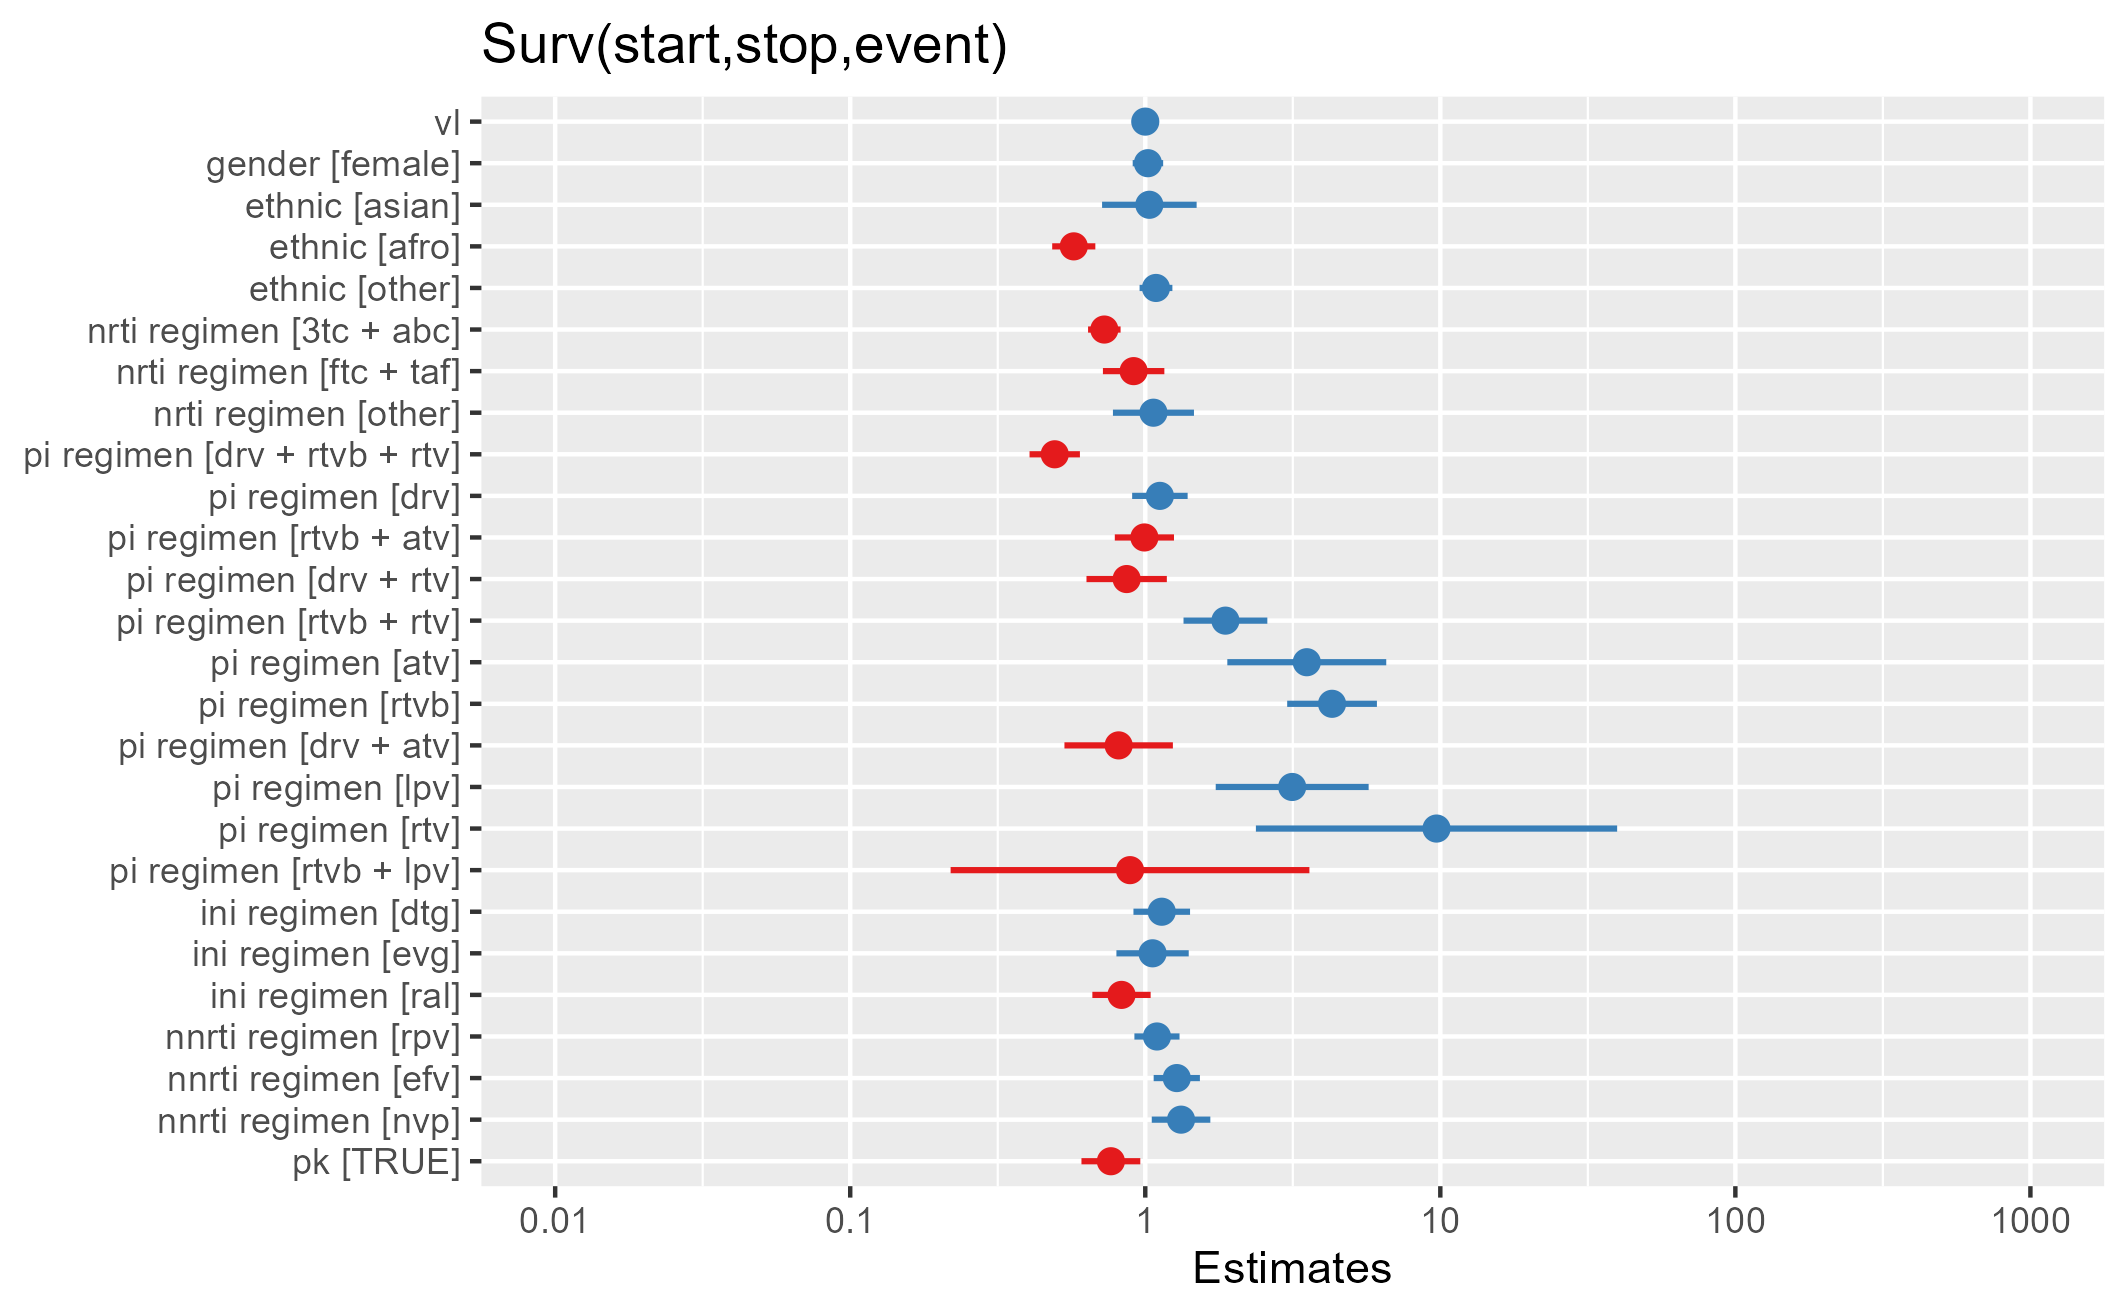 Surv(start,stop,event)
vl
gender [female]
ethnic [asian]
ethnic [afro]
ethnic [other]
nrti regimen [3tc + abc]
nrti regimen [ftc + taf]
nrti regimen [other]
pi regimen [drv + rtvb + rtv]
pi regimen [drv]
pi regimen [rtvb + atv]
pi regimen [drv + rtv]
pi regimen [rtvb + rtv]
pi regimen [atv]
pi regimen [rtvb]
pi regimen [drv + atv]
pi regimen [lpv]
pi regimen [rtv]
pi regimen [rtvb + lpv]
ini regimen [dtg]
ini regimen [evg]
ini regimen [ral]
nnrti regimen [rpv]
nnrti regimen [efv]
nnrti regimen [nvp]
pk [TRUE]
0.01 0.1 1 10 100 1000
Estimates